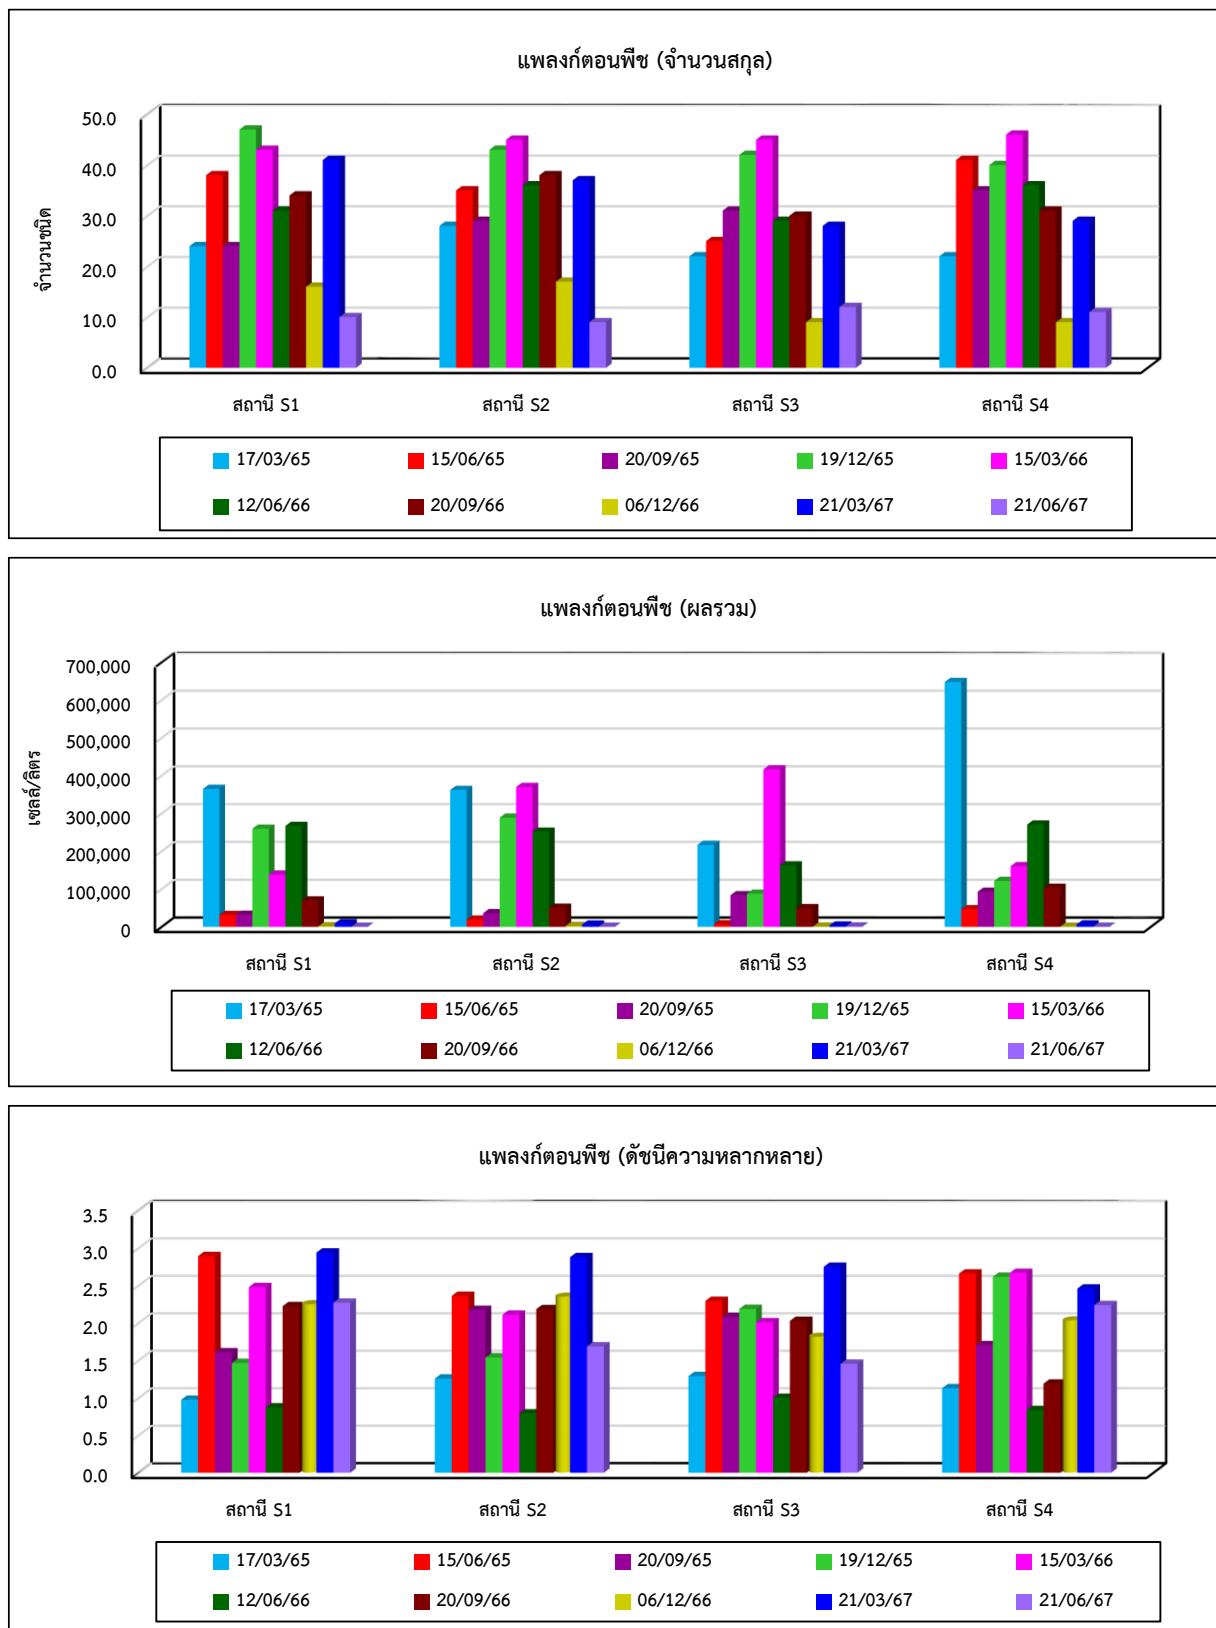 แพลงก์ตอนพืช (จำนวนสกุล)
จำนวนชนิด
50.0
40.0
30.0
20.0
10.0
0.0
สถานี S1 สถานี S2 สถานี S3 สถานี S4
17/03/65 15/06/65 20/09/65 19/12/65 15/03/66
12/06/66 20/09/66 06/12/66 21/03/67 21/06/67
แพลงก์ตอนพืช (ผลรวม)
เซลล์/ลิตร
700,000
600,000
500,000
400,000
300,000
200,000
100,000
0
สถานี S1 สถานี S2 สถานี S3 สถานี S4
17/03/65 15/06/65 20/09/65 19/12/65 15/03/66
12/06/66 20/09/66 06/12/66 21/03/67 21/06/67
แพลงก์ตอนพืช (ดัชนีความหลากหลาย)
3.5
3.0
2.5
2.0
1.5
1.0
0.5
0.0
สถานี S1 สถานี S2 สถานี S3 สถานี S4
17/03/65 15/06/65 20/09/65 19/12/65 15/03/66
12/06/66 20/09/66 06/12/66 21/03/67 21/06/67